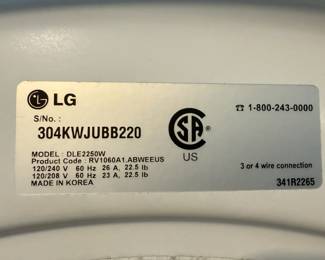 LG
S/No. :
304KWJUBB220
☎ 1-800-243-0000
SA
US
MODEL : DLE2250W
Product Code : RV1060A1.ABWEEUS
120/240 V 60 Hz 26 A, 22.5 lb
120/208 V 60 Hz 23 A, 22.5 lb
MADE IN KOREA
3 or 4 wire connection
341R2265